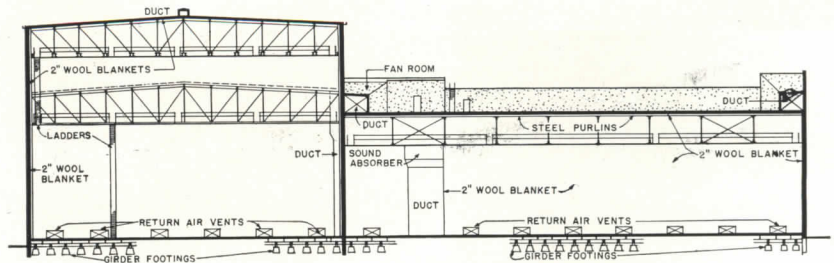 DUCT
2" WOOL BLANKETS
FAN ROOM
DUCT
DUCT
LADDERS
STEEL PURLINS
DUCT
SOUND
ABSORBER
2" WOOL BLANKET
2" WOOL
BLANKET
2" WOOL BLANKET
DUCT
RETURN AIR VENTS
RETURN AIR VENTS
GIRDER FOOTINGS
GIRDER FOOTINGS